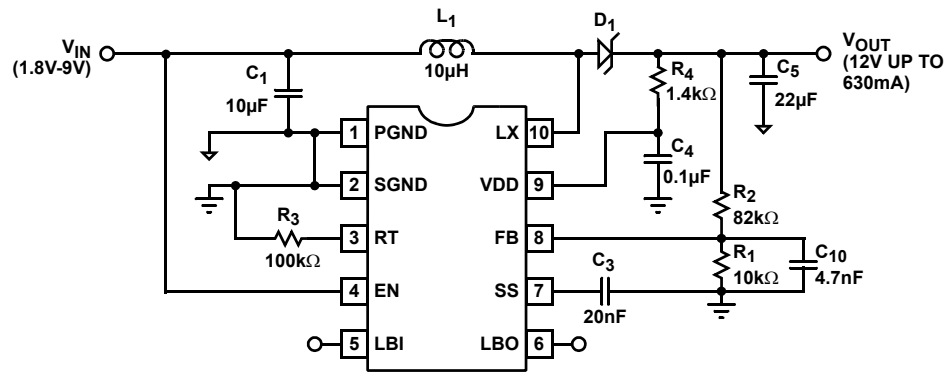 L1
D1
VIN
(1.8V-9V)
10µH
VOUT
(12V UP TO
630mA)
C1
10µF
R4
1.4kΩ
C5
22µF
1 PGND LX 10
C4
0.1µF
2 SGND VDD 9
R2
82kΩ
R3
100kΩ
3 RT FB 8
R1
10kΩ
C10
4.7nF
4 EN SS 7
C3
20nF
5 LBI LBO 6